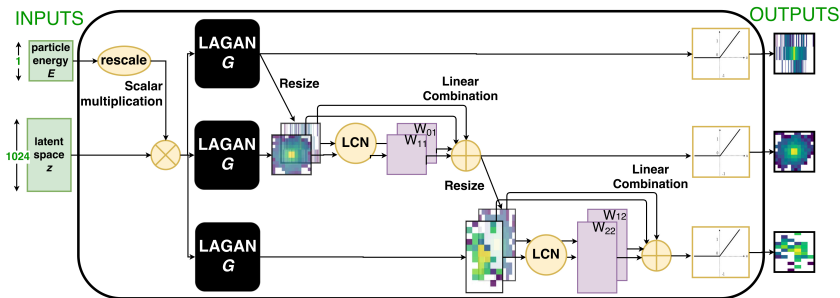 INPUTS
OUTPUTS
particle
energy
E
1
rescale
Scalar
multiplication
latent
space
z
1024
LAGAN
G
Resize
Linear
Combination
LAGAN
G
LCN
W01
W11
Resize
Linear
Combination
LAGAN
G
LCN
W12
W22